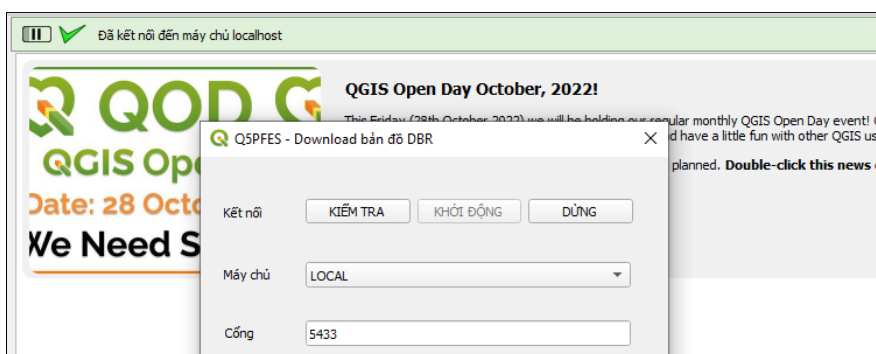 Đã kết nối đến máy chủ localhost
QOD
QGIS Ope
Date: 28 Octo
We Need S
QGIS Open Day October, 2022!
This Friday (28th October 2022) we will be holding our regular monthly QGIS Open Day event!
d have a little fun with other QGIS us
planned. Double-click this news
Q5PFES - Download bản đồ DBR
Kết nối
KIỂM TRA
KHỞI ĐỘNG
DỪNG
Máy chủ
LOCAL
Cổng
5433